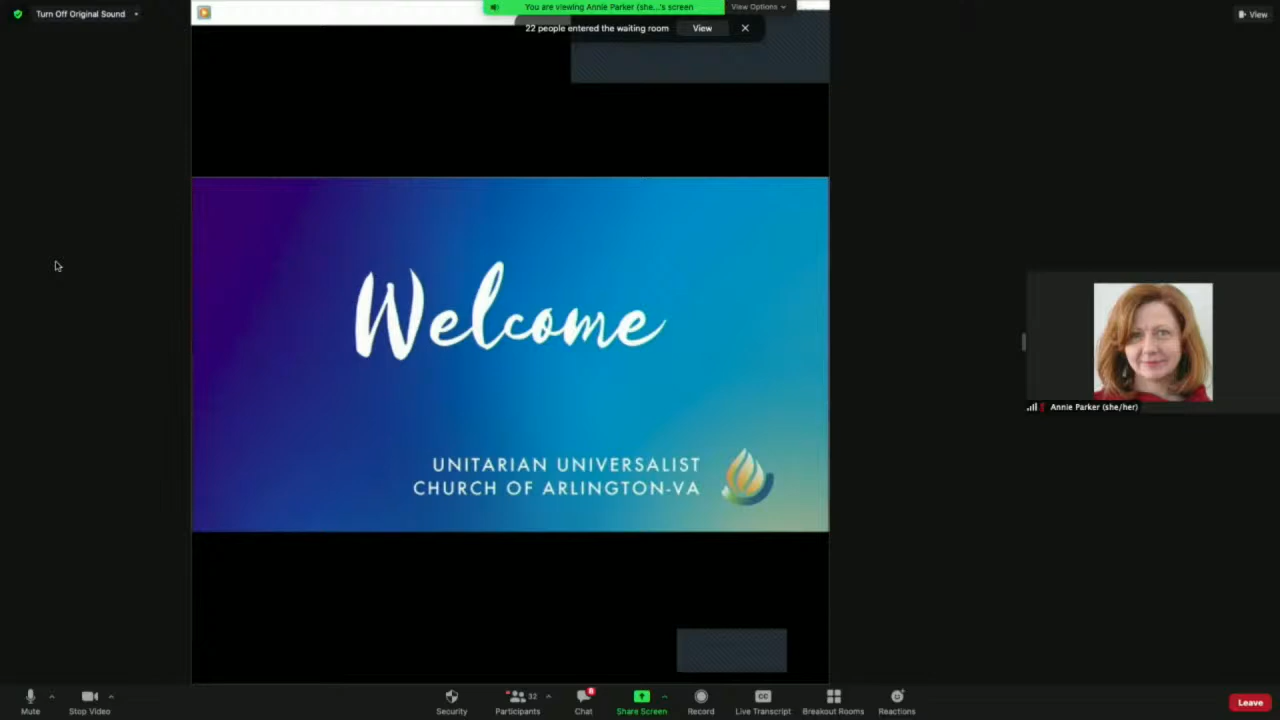 Turn Off Original Sound
You are viewing Annie Parker (she...'s screen
View Options
View
22 people entered the waiting room
View
Welcome
Annie Parker (she/her)
UNITARIAN UNIVERSALIST
CHURCH OF ARLINGTON-VA
32
8
CC
Mute
Stop Video
Security
Participants
Chat
Share Screen
Record
Live Transcript
Breakout Rooms
Reactions
Leave